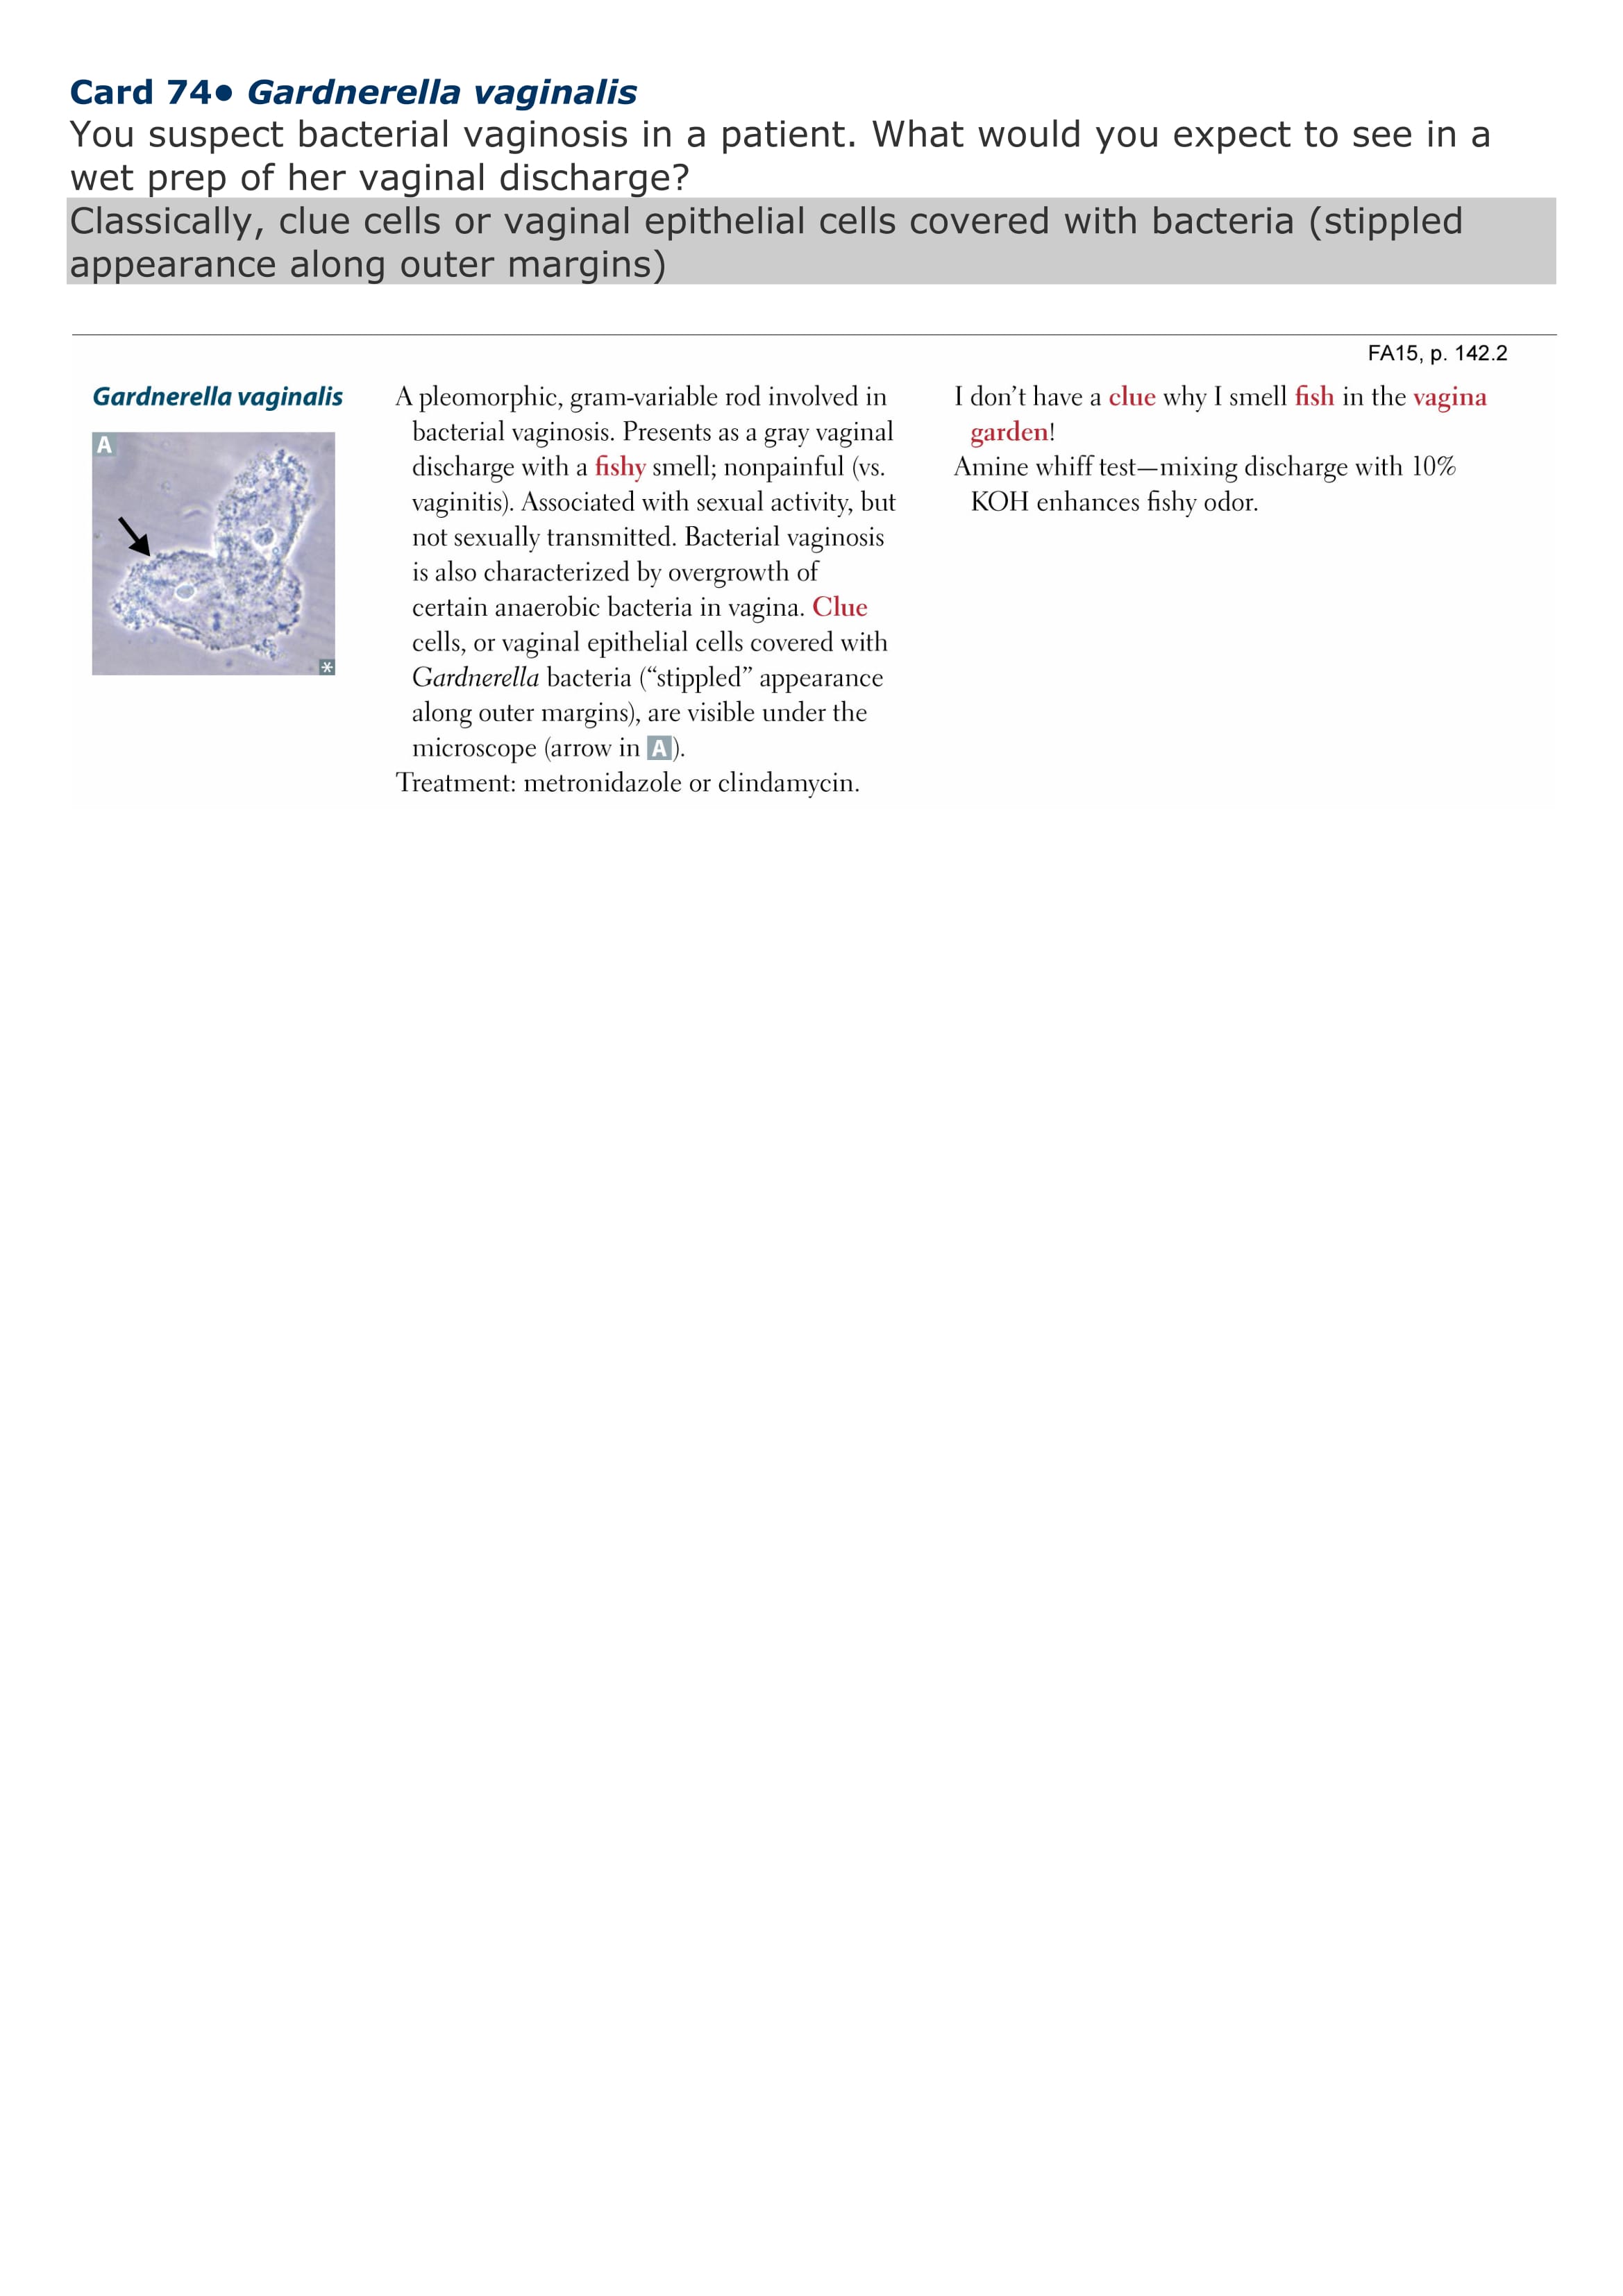 Card 74• Gardnerella vaginalis
You suspect bacterial vaginosis in a patient. What would you expect to see in a
wet prep of her vaginal discharge?
Classically, clue cells or vaginal epithelial cells covered with bacteria (stippled
appearance along outer margins)
FA15, p. 142.2
Gardnerella vaginalis
A
*
A pleomorphic, gram-variable rod involved in
bacterial vaginosis. Presents as a gray vaginal
discharge with a fishy smell; nonpainful (vs.
vaginitis). Associated with sexual activity, but
not sexually transmitted. Bacterial vaginosis
is also characterized by overgrowth of
certain anaerobic bacteria in vagina. Clue
cells, or vaginal epithelial cells covered with
Gardnerella bacteria (“stippled” appearance
along outer margins), are visible under the
microscope (arrow in A).
Treatment: metronidazole or clindamycin.
I don’t have a clue why I smell fish in the vagina
garden!
Amine whiff test—mixing discharge with 10%
KOH enhances fishy odor.